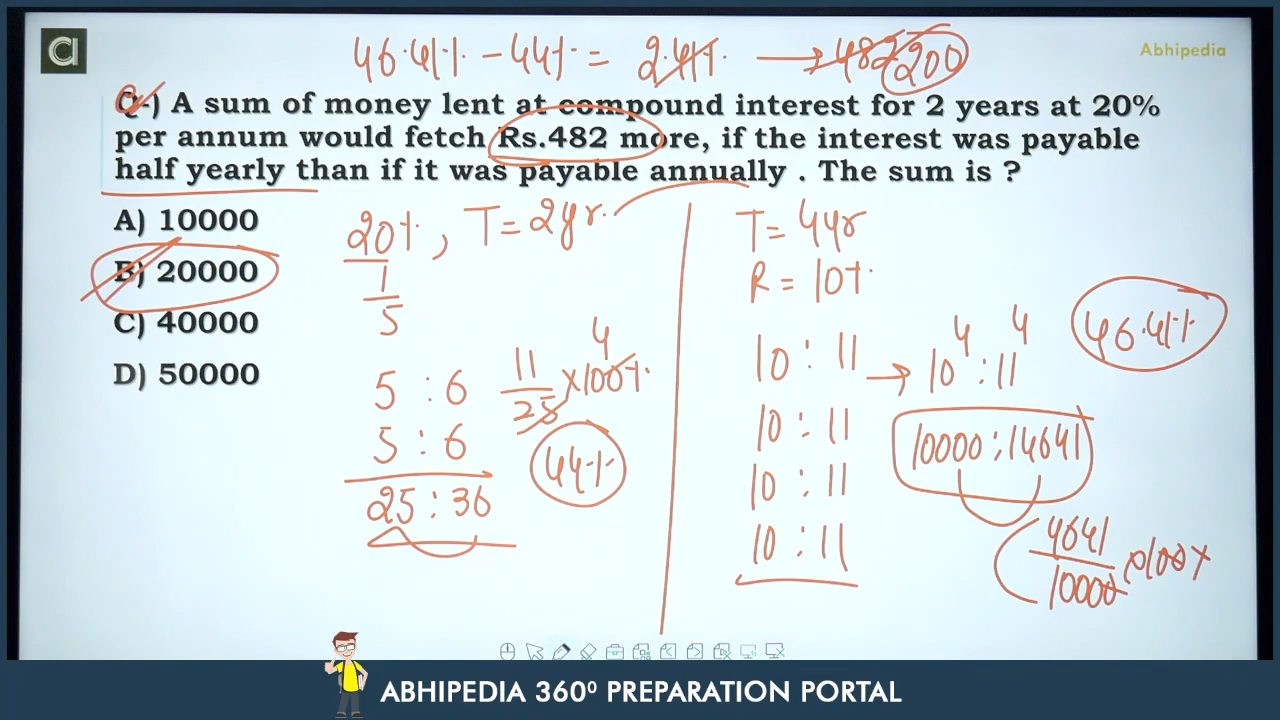 46.41% - 44% = 2.41% → 482 200
Abhipedia
Q-) A sum of money lent at compound interest for 2 years at 20%
per annum would fetch Rs.482 more, if the interest was payable
half yearly than if it was payable annually . The sum is ?
A) 10000
B) 20000
C) 40000
D) 50000
20%, T = 2yr.
1
5
5 : 6
5 : 6
25 : 36
11/25 x 100% 4
44%
T = 4yr
R = 10%
10 : 11 → 10⁴ : 11⁴
10 : 11
10 : 11
10 : 11
10000 : 14641
4641
10000 x100%
46.41%
ABHIPEDIA 360⁰ PREPARATION PORTAL